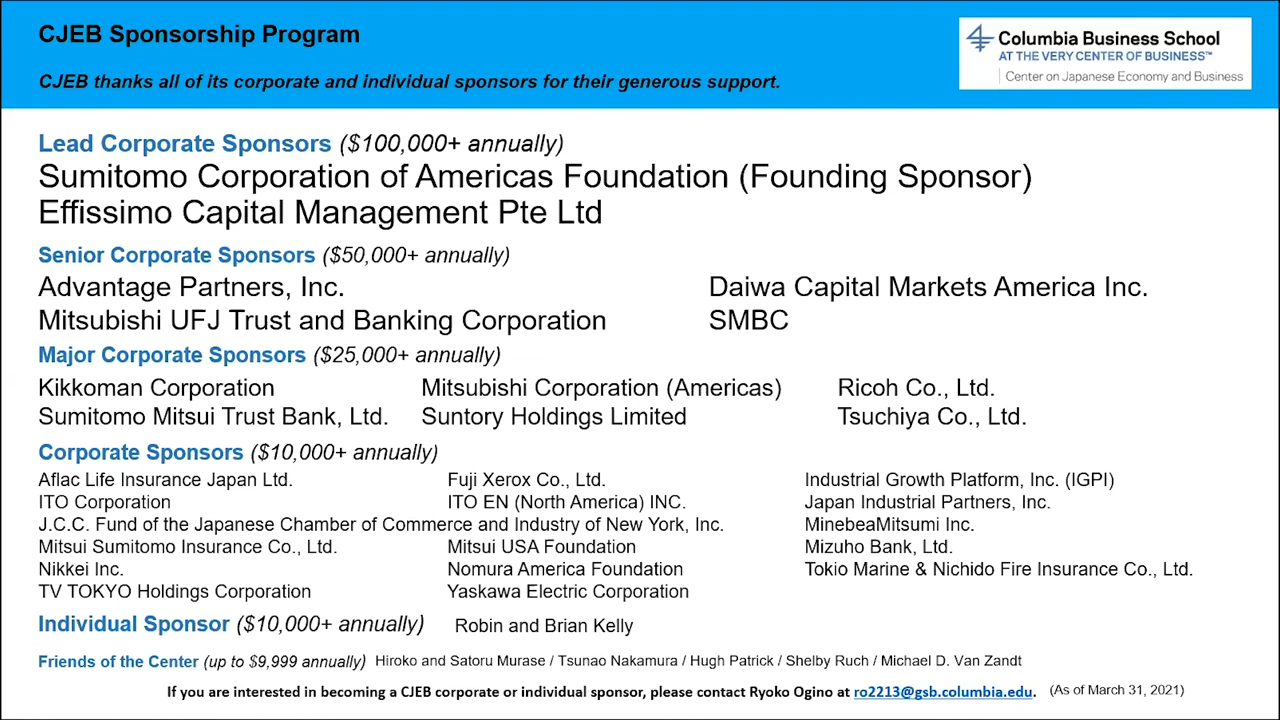 CJEB Sponsorship Program
CJEB thanks all of its corporate and individual sponsors for their generous support.
Columbia Business School
AT THE VERY CENTER OF BUSINESS™
Center on Japanese Economy and Business
Lead Corporate Sponsors ($100,000+ annually)
Sumitomo Corporation of Americas Foundation (Founding Sponsor)
Effissimo Capital Management Pte Ltd
Senior Corporate Sponsors ($50,000+ annually)
Advantage Partners, Inc. Daiwa Capital Markets America Inc.
Mitsubishi UFJ Trust and Banking Corporation SMBC
Major Corporate Sponsors ($25,000+ annually)
Kikkoman Corporation Mitsubishi Corporation (Americas) Ricoh Co., Ltd.
Sumitomo Mitsui Trust Bank, Ltd. Suntory Holdings Limited Tsuchiya Co., Ltd.
Corporate Sponsors ($10,000+ annually)
Aflac Life Insurance Japan Ltd. Fuji Xerox Co., Ltd. Industrial Growth Platform, Inc. (IGPI)
ITO Corporation ITO EN (North America) INC. Japan Industrial Partners, Inc.
J.C.C. Fund of the Japanese Chamber of Commerce and Industry of New York, Inc. MinebeaMitsumi Inc.
Mitsui Sumitomo Insurance Co., Ltd. Mitsui USA Foundation Mizuho Bank, Ltd.
Nikkei Inc. Nomura America Foundation Tokio Marine & Nichido Fire Insurance Co., Ltd.
TV TOKYO Holdings Corporation Yaskawa Electric Corporation
Individual Sponsor ($10,000+ annually) Robin and Brian Kelly
Friends of the Center (up to $9,999 annually) Hiroko and Satoru Murase / Tsunao Nakamura / Hugh Patrick / Shelby Ruch / Michael D. Van Zandt
If you are interested in becoming a CJEB corporate or individual sponsor, please contact Ryoko Ogino at ro2213@gsb.columbia.edu. (As of March 31, 2021)